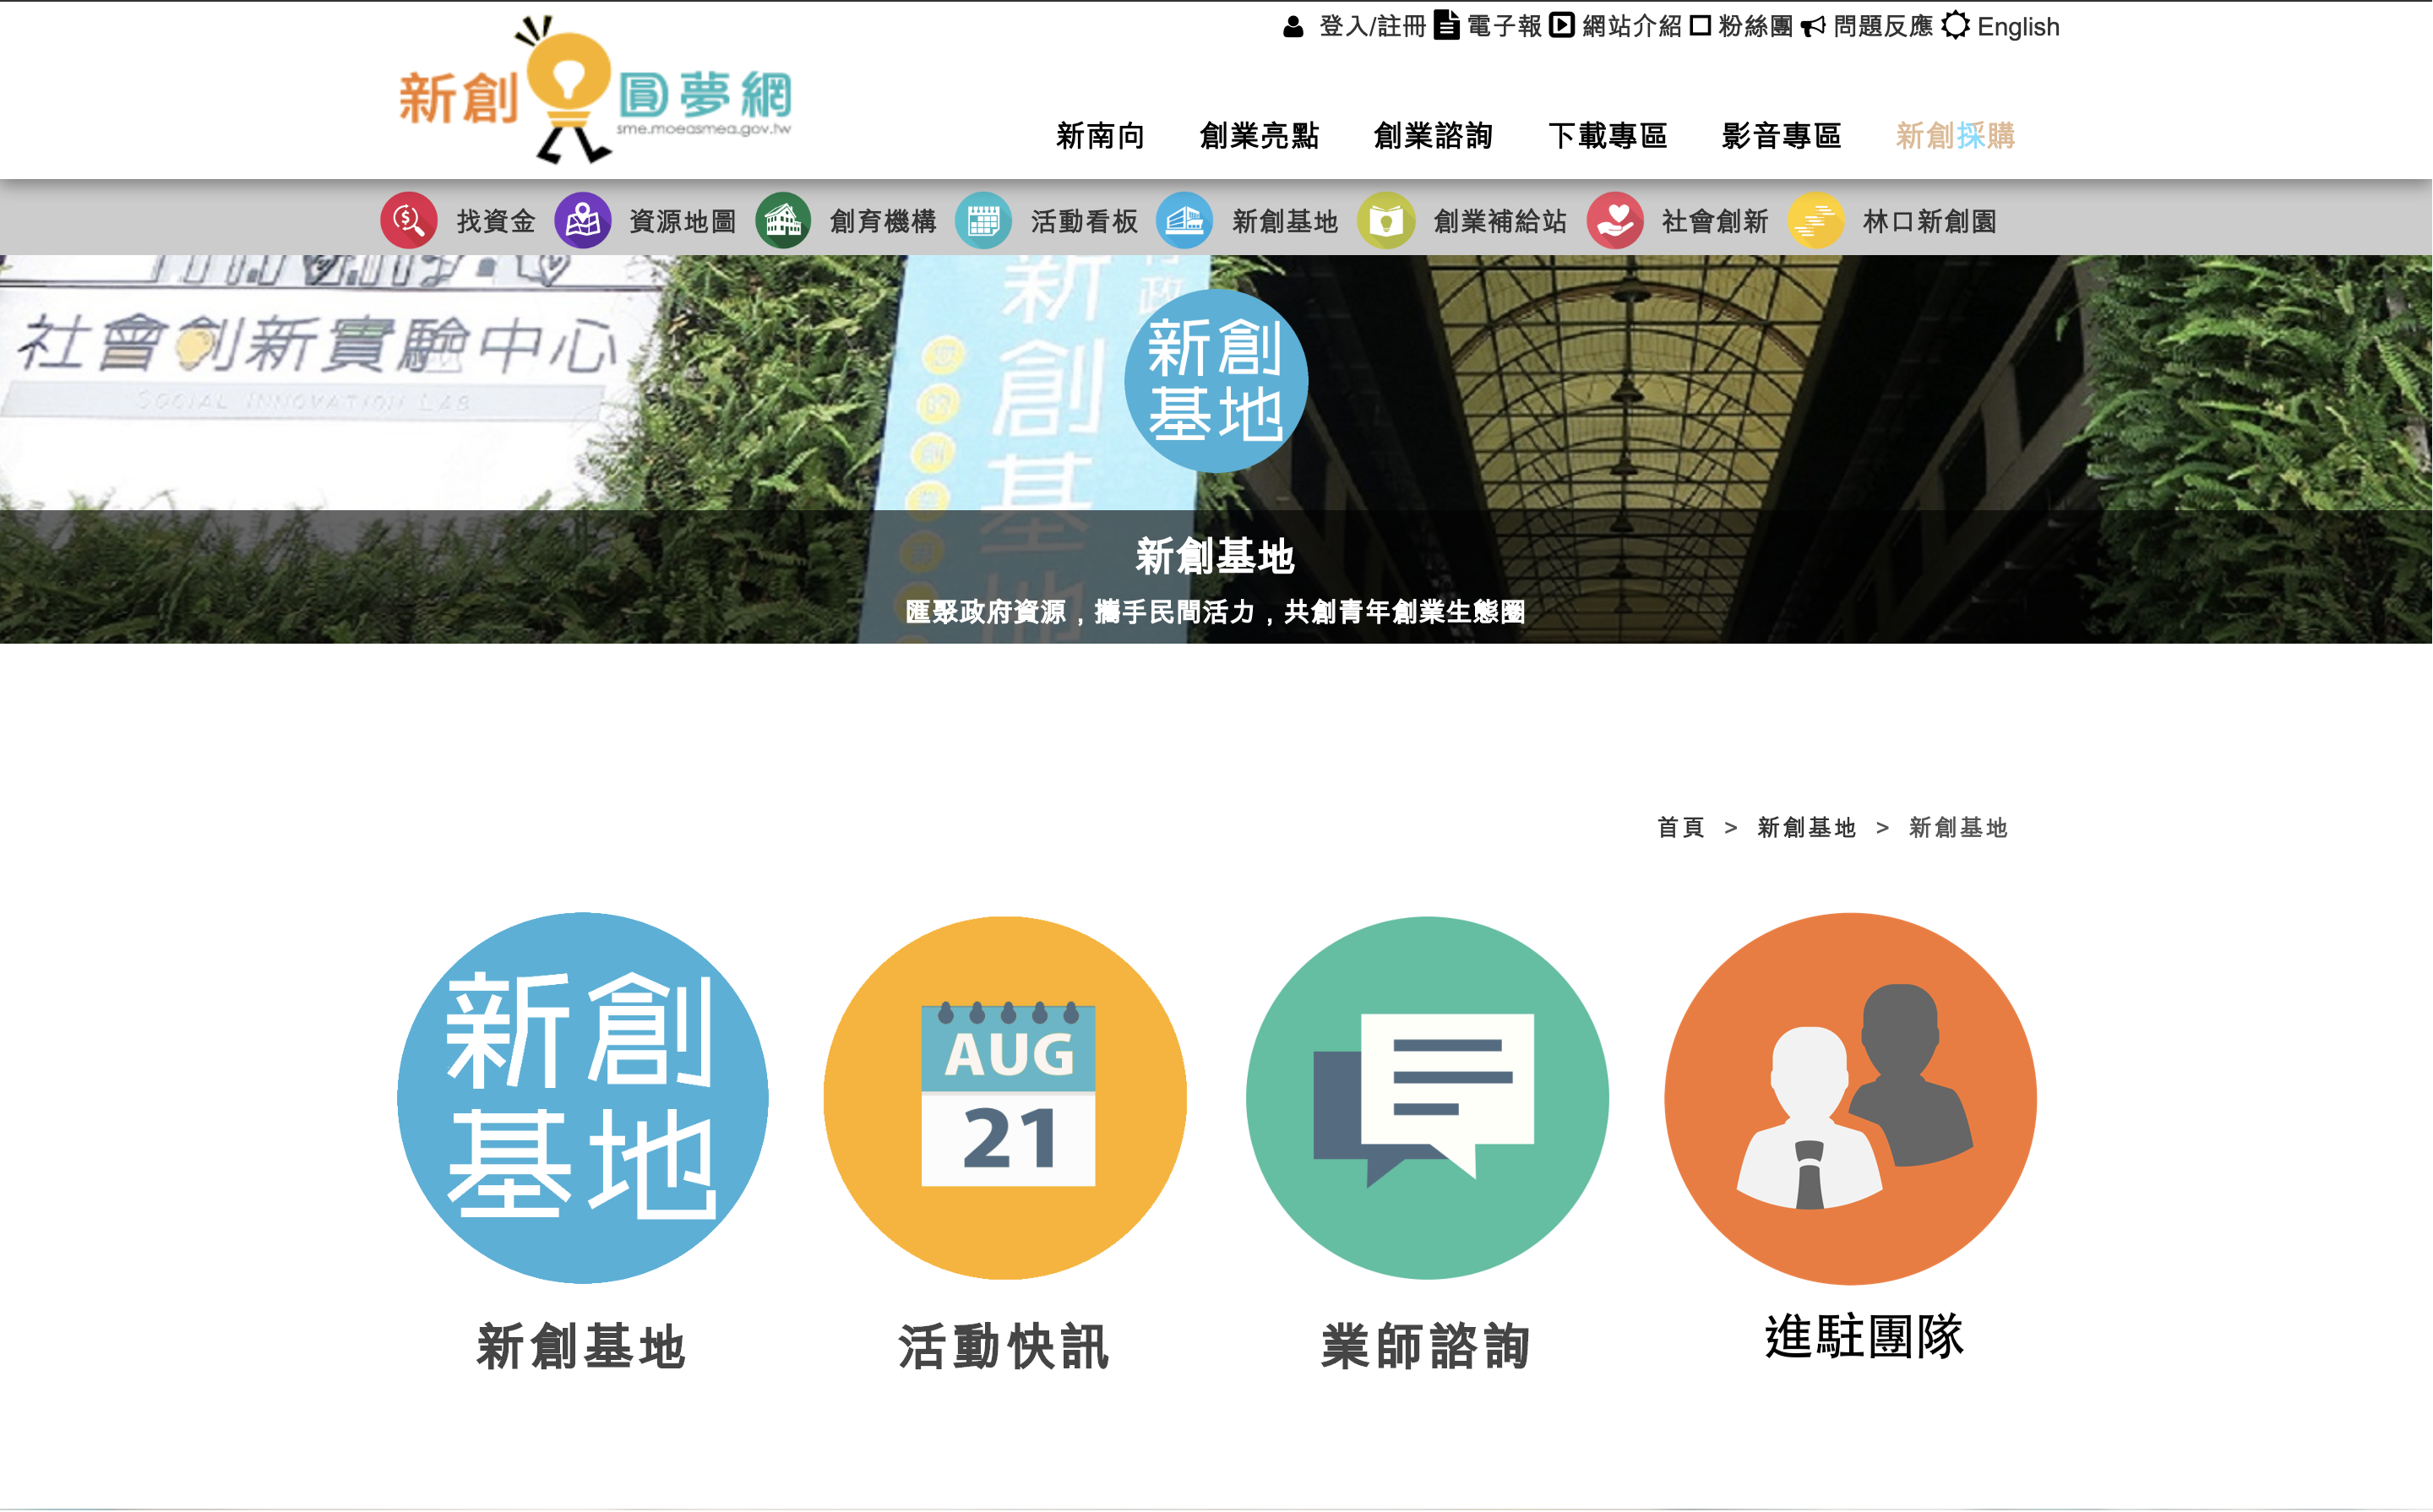 登入/註冊 電子報 網站介紹 粉絲團 問題反應 English
新創圓夢網
sme.moeasmea.gov.tw
新南向 創業亮點 創業諮詢 下載專區 影音專區 新創採購
找資金 資源地圖 創育機構 活動看板 新創基地 創業補給站 社會創新 林口新創園
社會創新實驗中心
SOCIAL INNOVATION LAB
新創基地
新創
基地
新創基地
匯聚政府資源，攜手民間活力，共創青年創業生態圈
首頁 > 新創基地 > 新創基地
新創
基地
AUG
21
新創基地 活動快訊 業師諮詢 進駐團隊